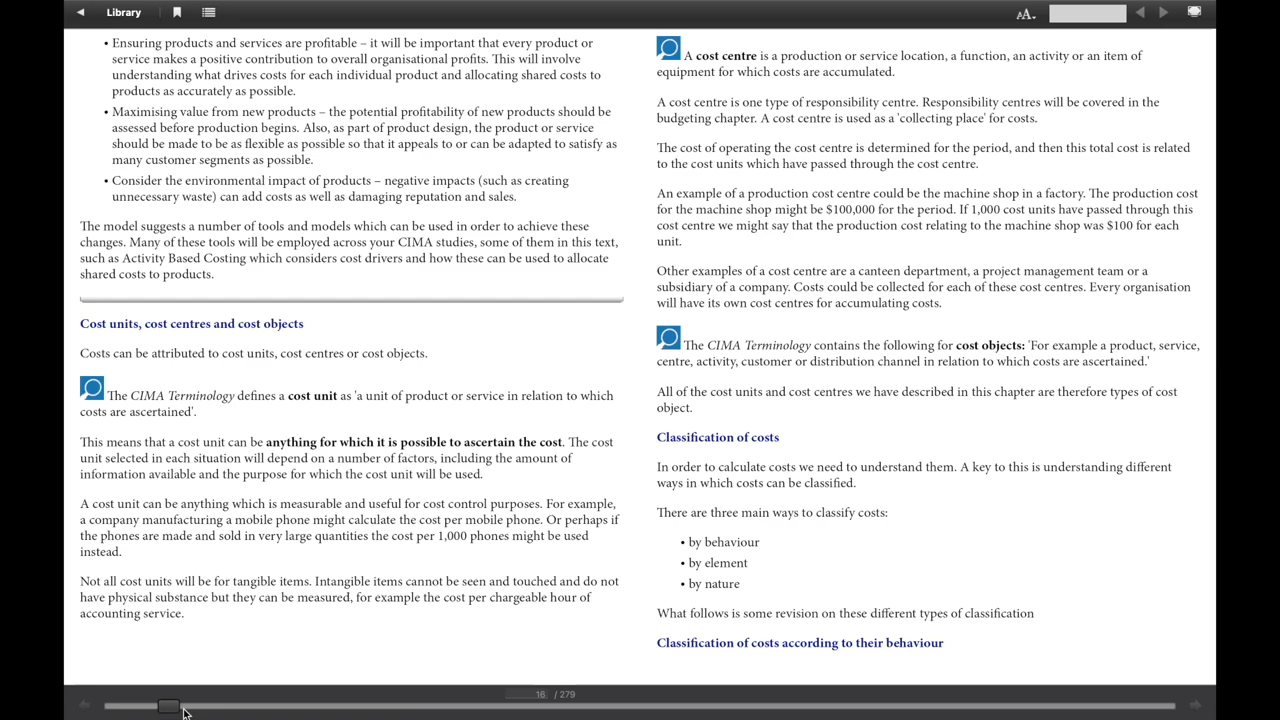 Library
AA.
• Ensuring products and services are profitable – it will be important that every product or
service makes a positive contribution to overall organisational profits. This will involve
understanding what drives costs for each individual product and allocating shared costs to
products as accurately as possible.
• Maximising value from new products – the potential profitability of new products should be
assessed before production begins. Also, as part of product design, the product or service
should be made to be as flexible as possible so that it appeals to or can be adapted to satisfy as
many customer segments as possible.
• Consider the environmental impact of products – negative impacts (such as creating
unnecessary waste) can add costs as well as damaging reputation and sales.
The model suggests a number of tools and models which can be used in order to achieve these
changes. Many of these tools will be employed across your CIMA studies, some of them in this text,
such as Activity Based Costing which considers cost drivers and how these can be used to allocate
shared costs to products.
Cost units, cost centres and cost objects
Costs can be attributed to cost units, cost centres or cost objects.
The CIMA Terminology defines a cost unit as 'a unit of product or service in relation to which
costs are ascertained'.
This means that a cost unit can be anything for which it is possible to ascertain the cost. The cost
unit selected in each situation will depend on a number of factors, including the amount of
information available and the purpose for which the cost unit will be used.
A cost unit can be anything which is measurable and useful for cost control purposes. For example,
a company manufacturing a mobile phone might calculate the cost per mobile phone. Or perhaps if
the phones are made and sold in very large quantities the cost per 1,000 phones might be used
instead.
Not all cost units will be for tangible items. Intangible items cannot be seen and touched and do not
have physical substance but they can be measured, for example the cost per chargeable hour of
accounting service.
A cost centre is a production or service location, a function, an activity or an item of
equipment for which costs are accumulated.
A cost centre is one type of responsibility centre. Responsibility centres will be covered in the
budgeting chapter. A cost centre is used as a 'collecting place' for costs.
The cost of operating the cost centre is determined for the period, and then this total cost is related
to the cost units which have passed through the cost centre.
An example of a production cost centre could be the machine shop in a factory. The production cost
for the machine shop might be $100,000 for the period. If 1,000 cost units have passed through this
cost centre we might say that the production cost relating to the machine shop was $100 for each
unit.
Other examples of a cost centre are a canteen department, a project management team or a
subsidiary of a company. Costs could be collected for each of these cost centres. Every organisation
will have its own cost centres for accumulating costs.
The CIMA Terminology contains the following for cost objects: 'For example a product, service,
centre, activity, customer or distribution channel in relation to which costs are ascertained.'
All of the cost units and cost centres we have described in this chapter are therefore types of cost
object.
Classification of costs
In order to calculate costs we need to understand them. A key to this is understanding different
ways in which costs can be classified.
There are three main ways to classify costs:
• by behaviour
• by element
• by nature
What follows is some revision on these different types of classification
Classification of costs according to their behaviour
16 / 279